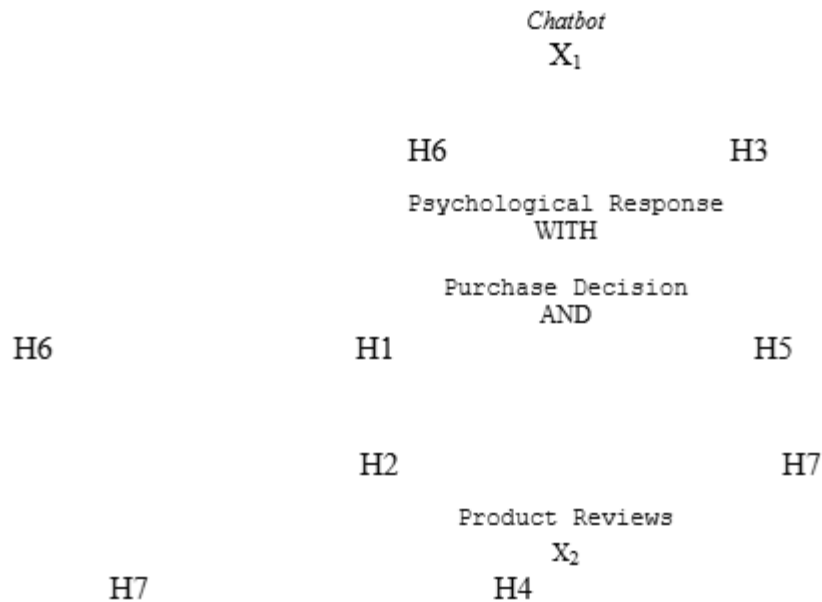 Chatbot
X₁
H6 H3
Psychological Response
WITH
Purchase Decision
AND
H6 H1 H5
H2 H7
Product Reviews
X₂
H7 H4